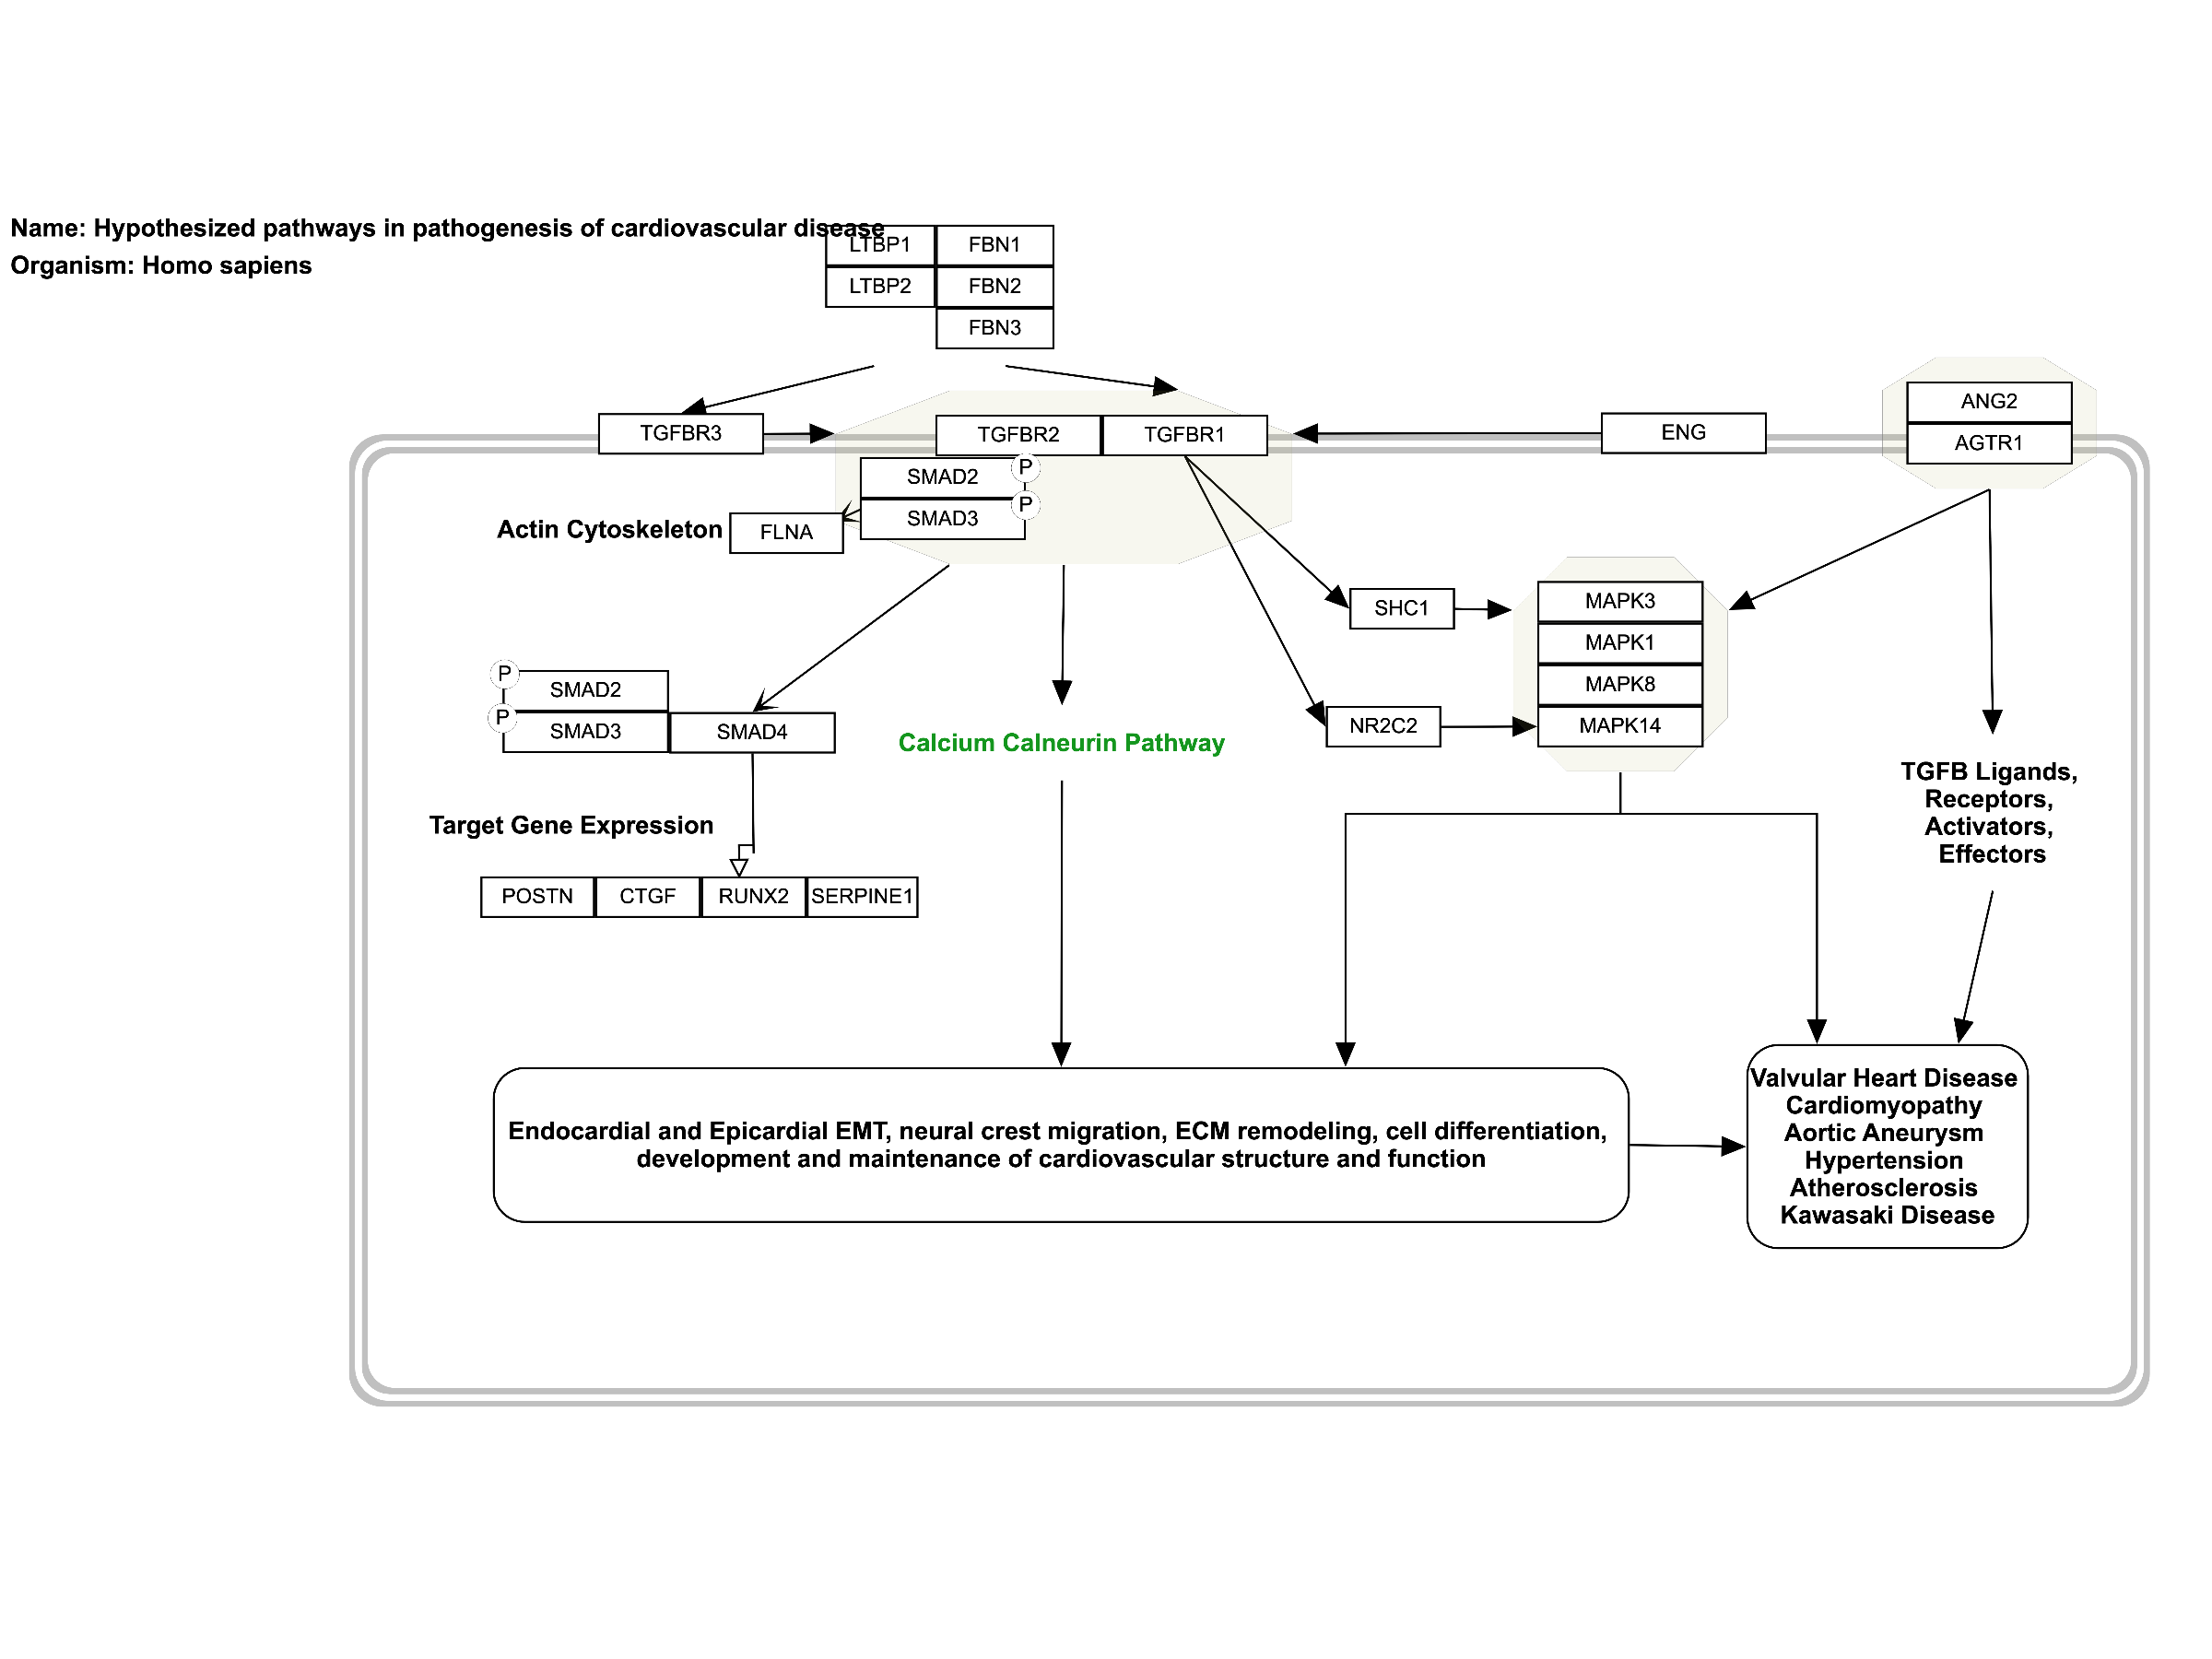 Name: Hypothesized pathways in pathogenesis of cardiovascular disease
Organism: Homo sapiens
LTBP1
FBN1
LTBP2
FBN2
FBN3
ANG2
AGTR1
TGFBR3
TGFBR2
TGFBR1
ENG
SMAD2
P
SMAD3
P
Actin Cytoskeleton
FLNA
SHC1
MAPK3
MAPK1
MAPK8
MAPK14
NR2C2
P
SMAD2
P
SMAD3
SMAD4
Calcium Calneurin Pathway
TGFB Ligands,
Receptors,
Activators,
Effectors
Target Gene Expression
POSTN
CTGF
RUNX2
SERPINE1
Endocardial and Epicardial EMT, neural crest migration, ECM remodeling, cell differentiation,
development and maintenance of cardiovascular structure and function
Valvular Heart Disease
Cardiomyopathy
Aortic Aneurysm
Hypertension
Atherosclerosis
Kawasaki Disease